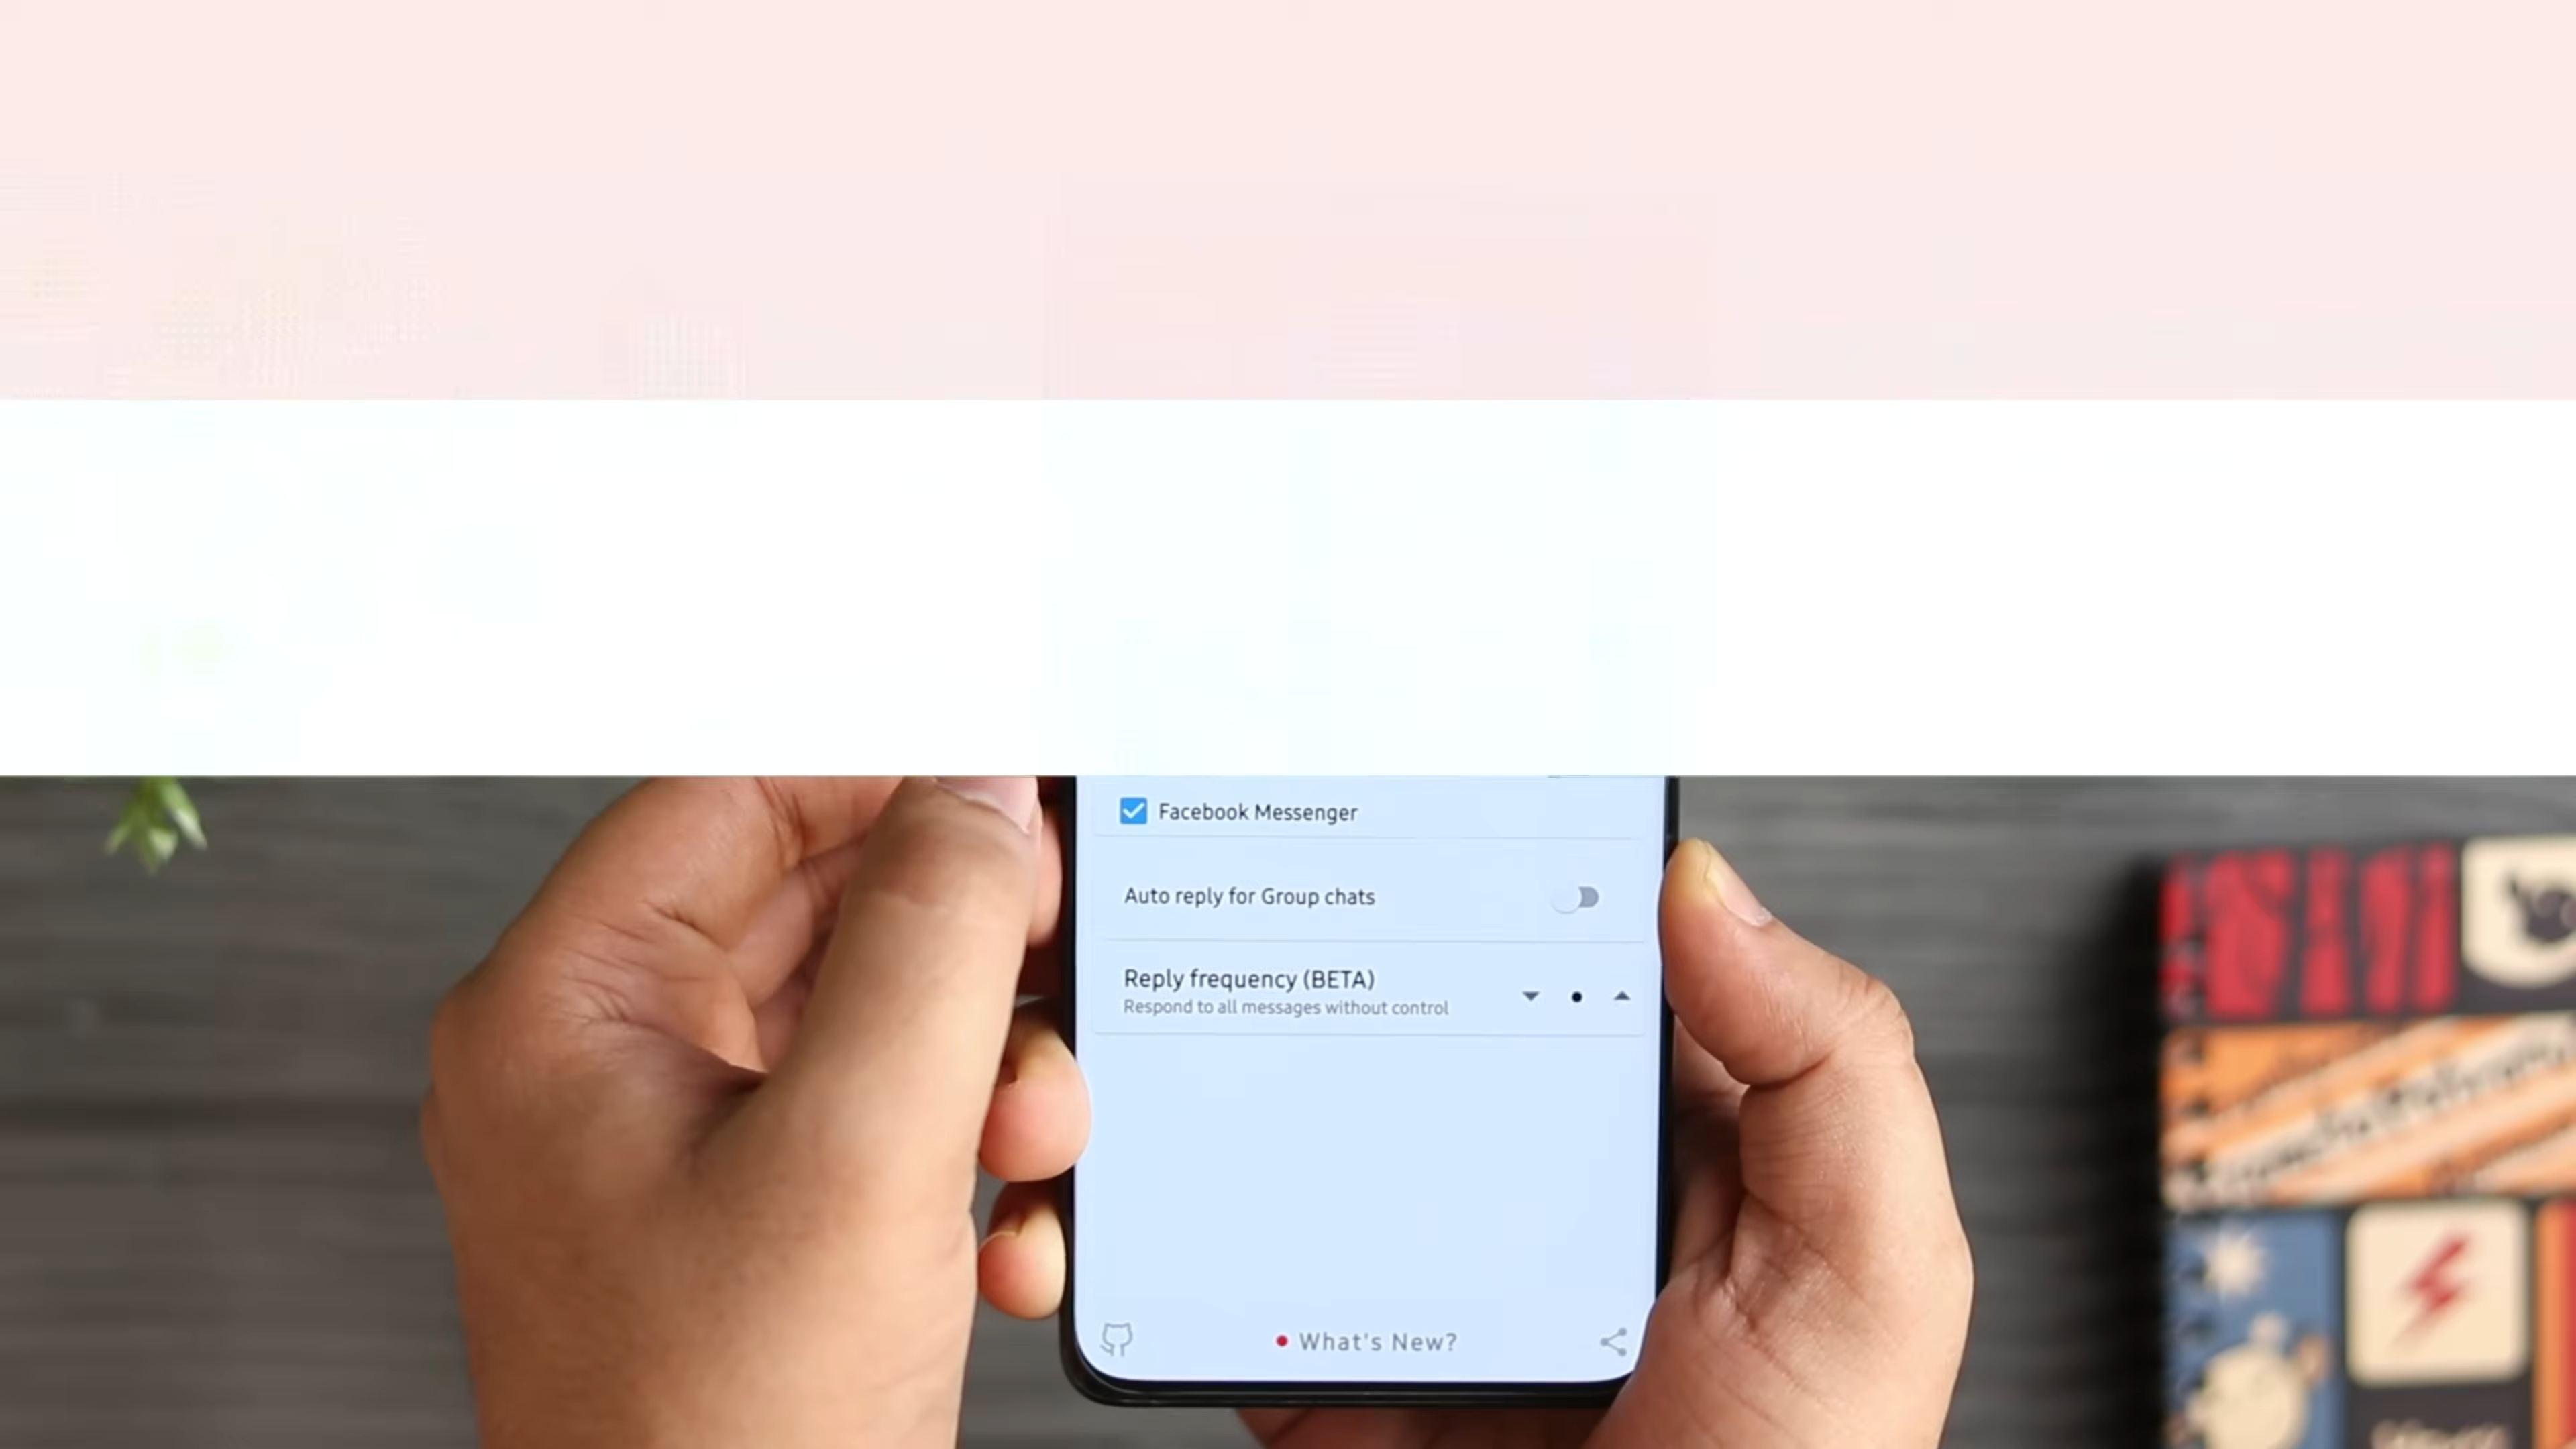 Facebook Messenger
Auto reply for Group chats
Reply frequency (BETA)
Respond to all messages without control
What's New?